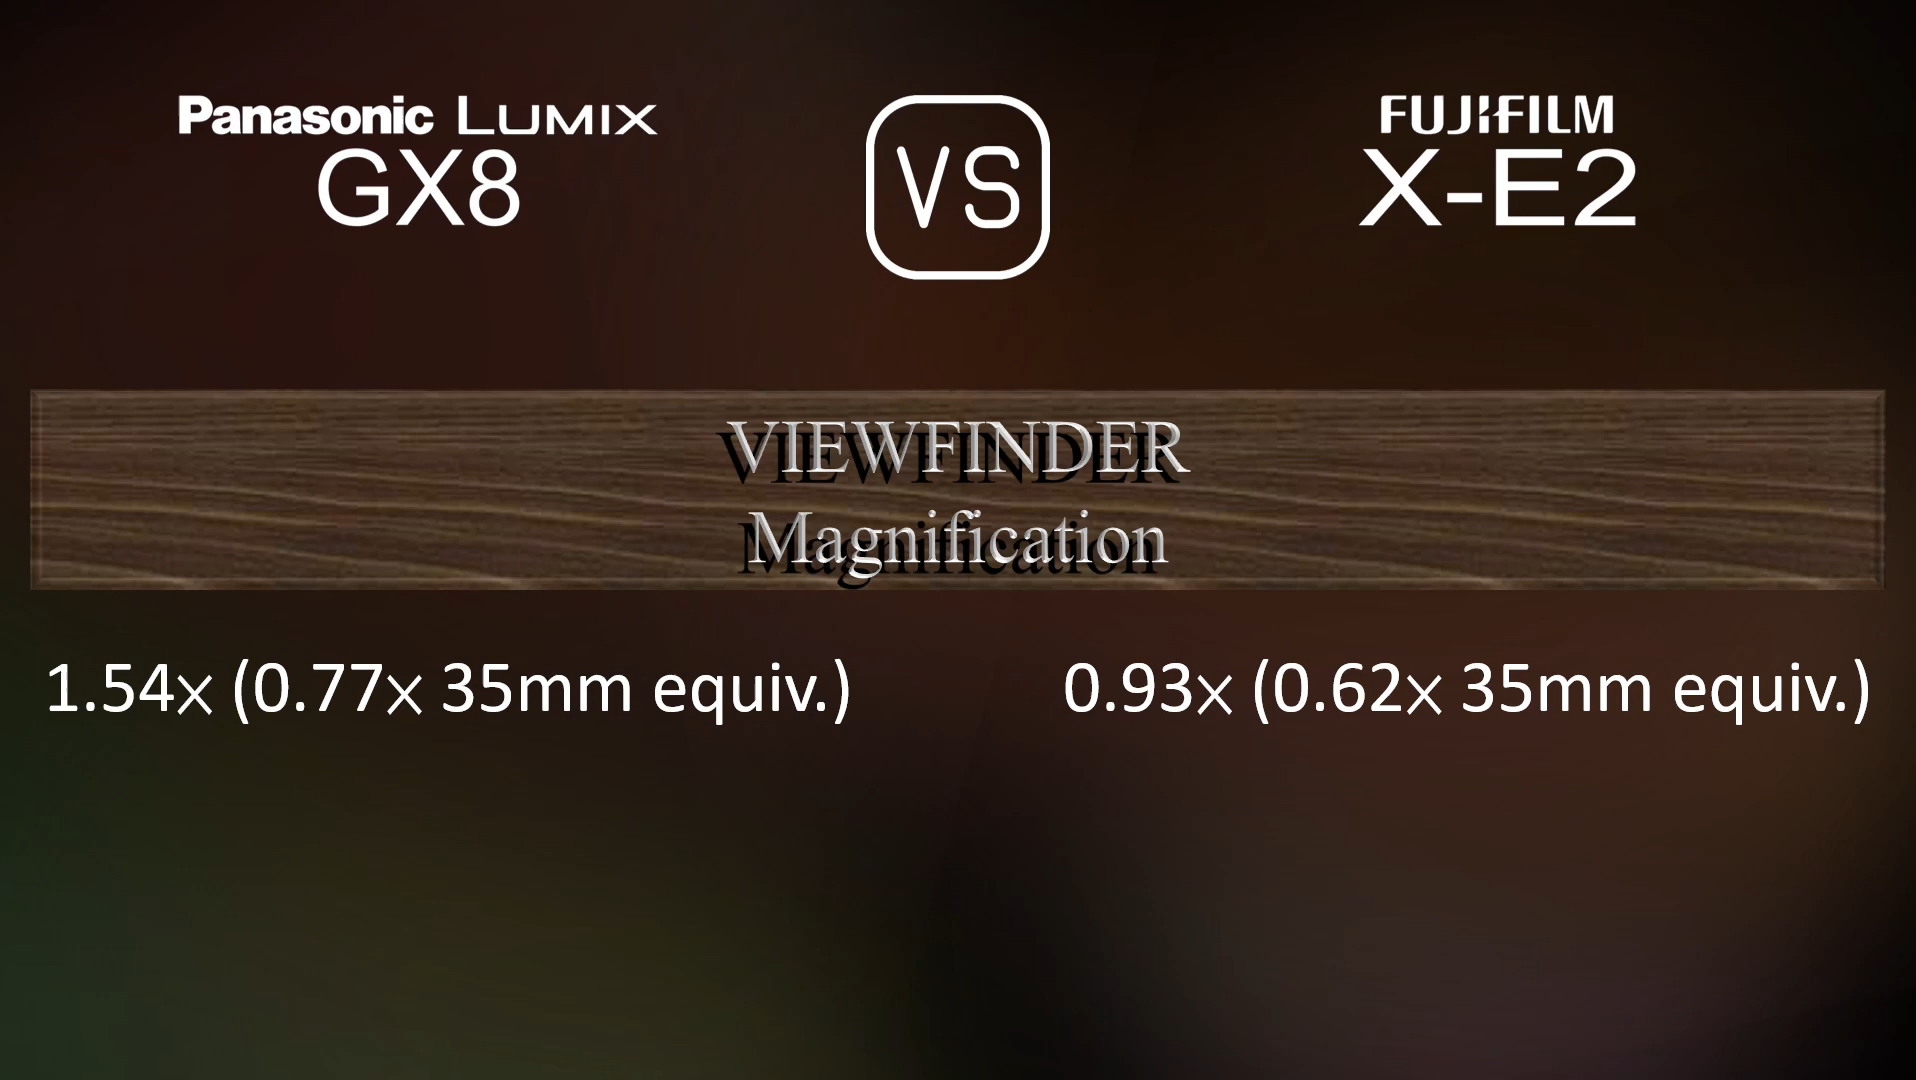 Panasonic LUMIX
GX8
VS
FUJIFILM
X-E2
VIEWFINDER
Magnification
1.54x (0.77x 35mm equiv.)
0.93x (0.62x 35mm equiv.)